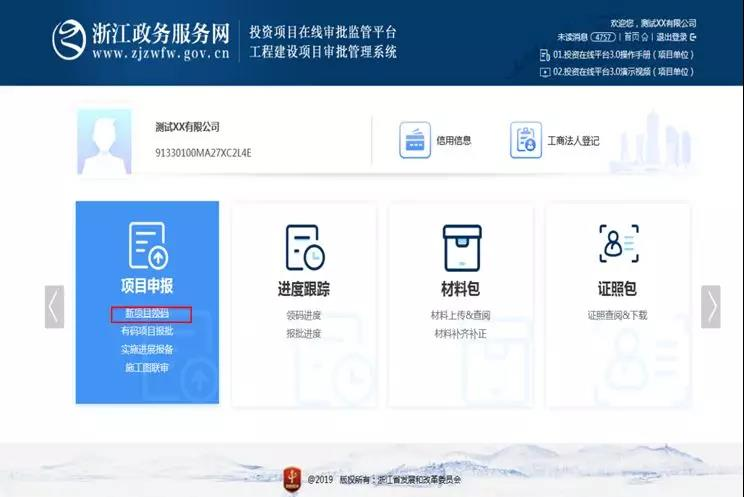 浙江政务服务网
www.zjzwfw.gov.cn
投资项目在线审批监管平台
工程建设项目审批管理系统
欢迎您，测试XX有限公司
未读消息 4757 | 首页 | 退出登录
01.投资在线平台3.0操作手册（项目单位）
02.投资在线平台3.0演示视频（项目单位）
测试XX有限公司
91330100MA27XC2L4E
信用信息
工商法人登记
项目申报
新项目领码
有码项目报批
实施进展报备
施工图联审
进度跟踪
领码进度
报批进度
材料包
材料上传&查阅
材料补齐补正
证照包
证照查阅&下载
@2019 版权所有：浙江省发展和改革委员会